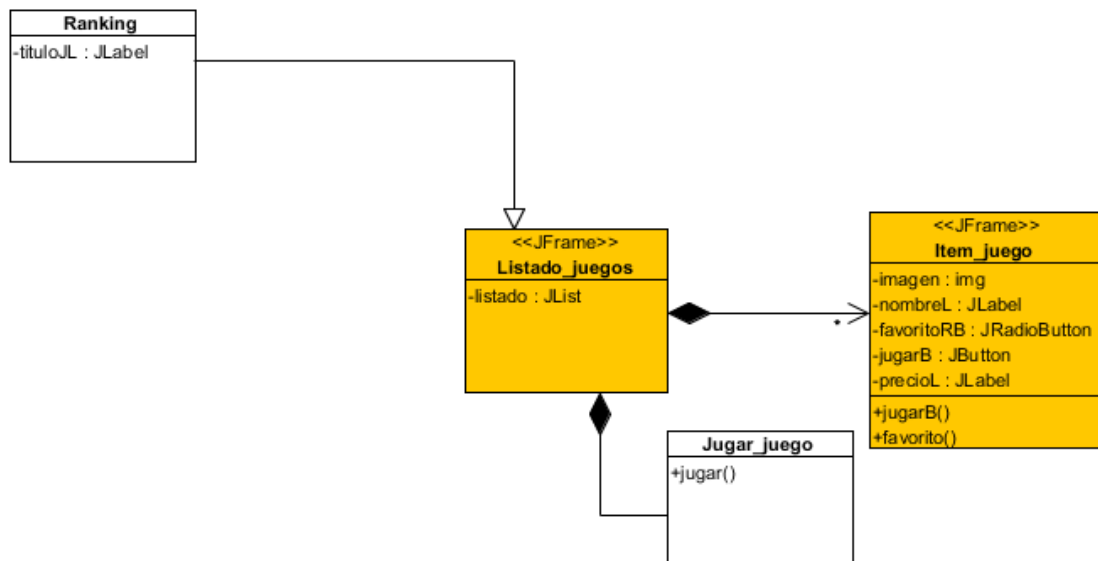 Ranking
-tituloJL : JLabel
<<JFrame>>
Listado_juegos
-listado : JList
*
<<JFrame>>
Item_juego
-imagen : img
-nombreL : JLabel
-favoritoRB : JRadioButton
-jugarB : JButton
-precioL : JLabel
+jugarB()
+favorito()
Jugar_juego
+jugar()